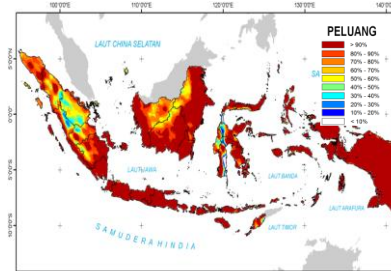 100°0'0"E
110°0'0"E
120°0'0"E
130°0'0"E
140°0'0"
LAUT CHINA SELATAN
PELUANG
> 90%
80% - 90%
70% - 80%
60% - 70%
50% - 60%
40% - 50%
30% - 40%
20% - 30%
10% - 20%
< 10%
5°0'0"N
0°0'0"
5°0'0"S
10°0'0"S
SA
LAUT JAWA
LAUT BANDA
LAUT ARAFURA
LAUT TIMOR
SAMUDERA HINDIA